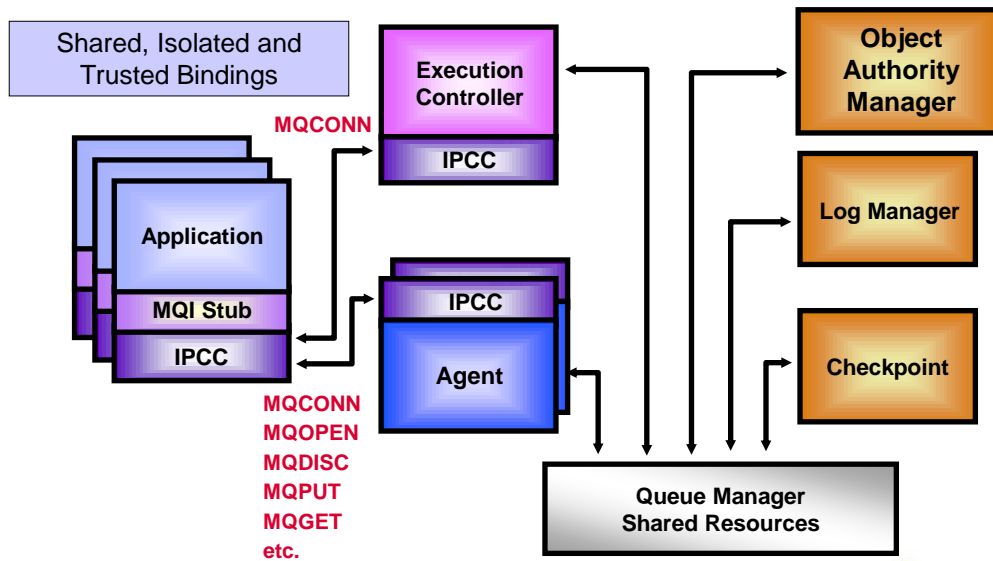 Shared, Isolated and
Trusted Bindings
Execution
Controller
IPCC
Object
Authority
Manager
MQCONN
Application
MQI Stub
IPCC
Log Manager
IPCC
Agent
Checkpoint
MQCONN
MQOPEN
MQDISC
MQPUT
MQGET
etc.
Queue Manager
Shared Resources